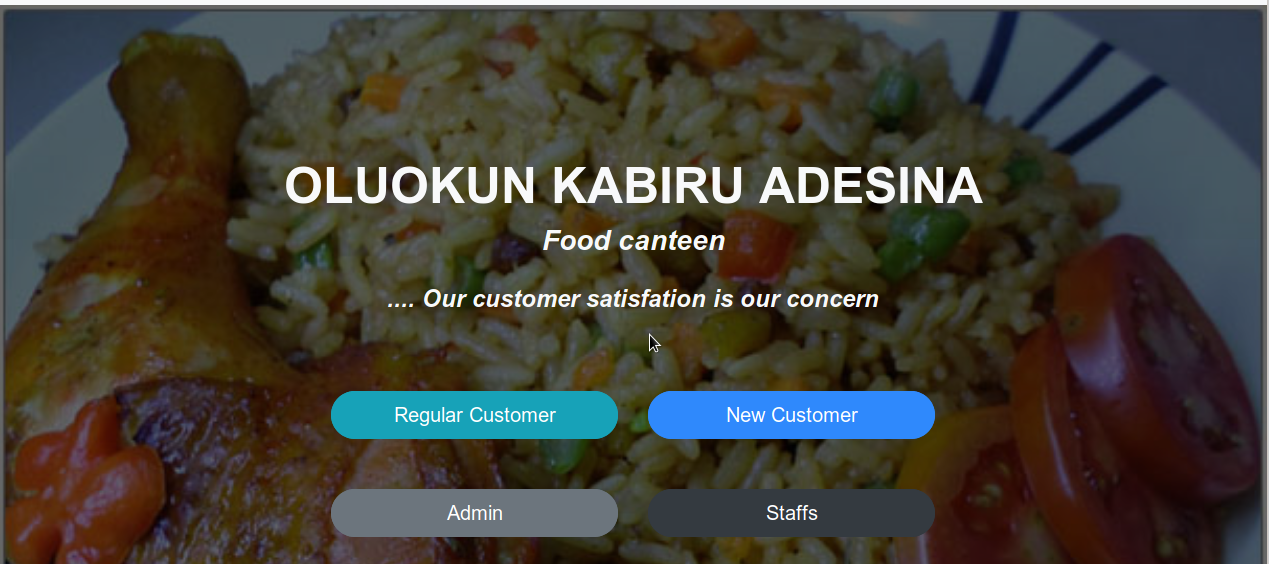 OLUOKUN KABIRU ADESINA
Food canteen
.... Our customer satisfation is our concern
Regular Customer
New Customer
Admin
Staffs